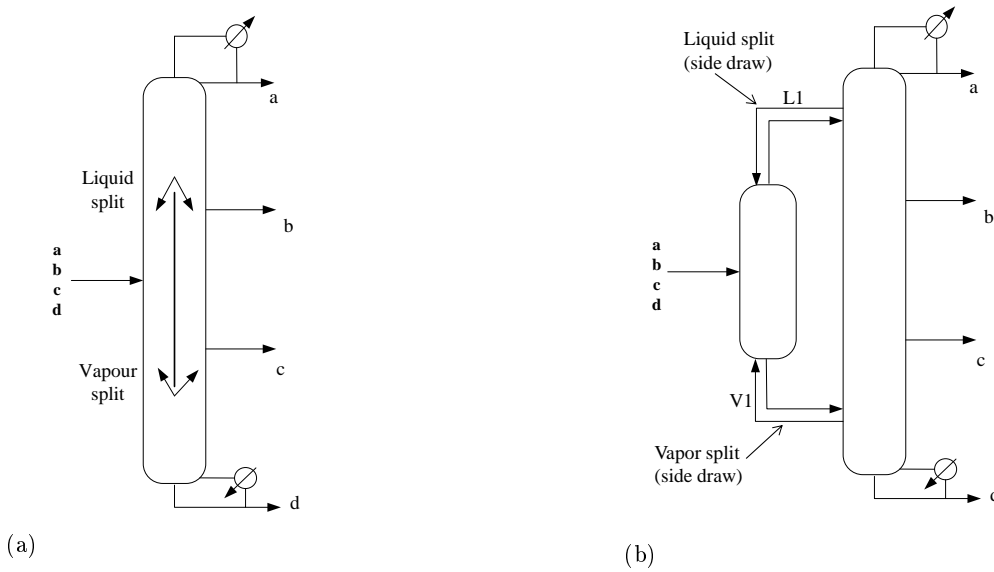 Liquid
split
a
b
a
b
c
d
Vapour
split
c
d
(a)
Liquid split
(side draw)
L1
a
b
a
b
c
d
c
V1
Vapor split
(side draw)
d
(b)